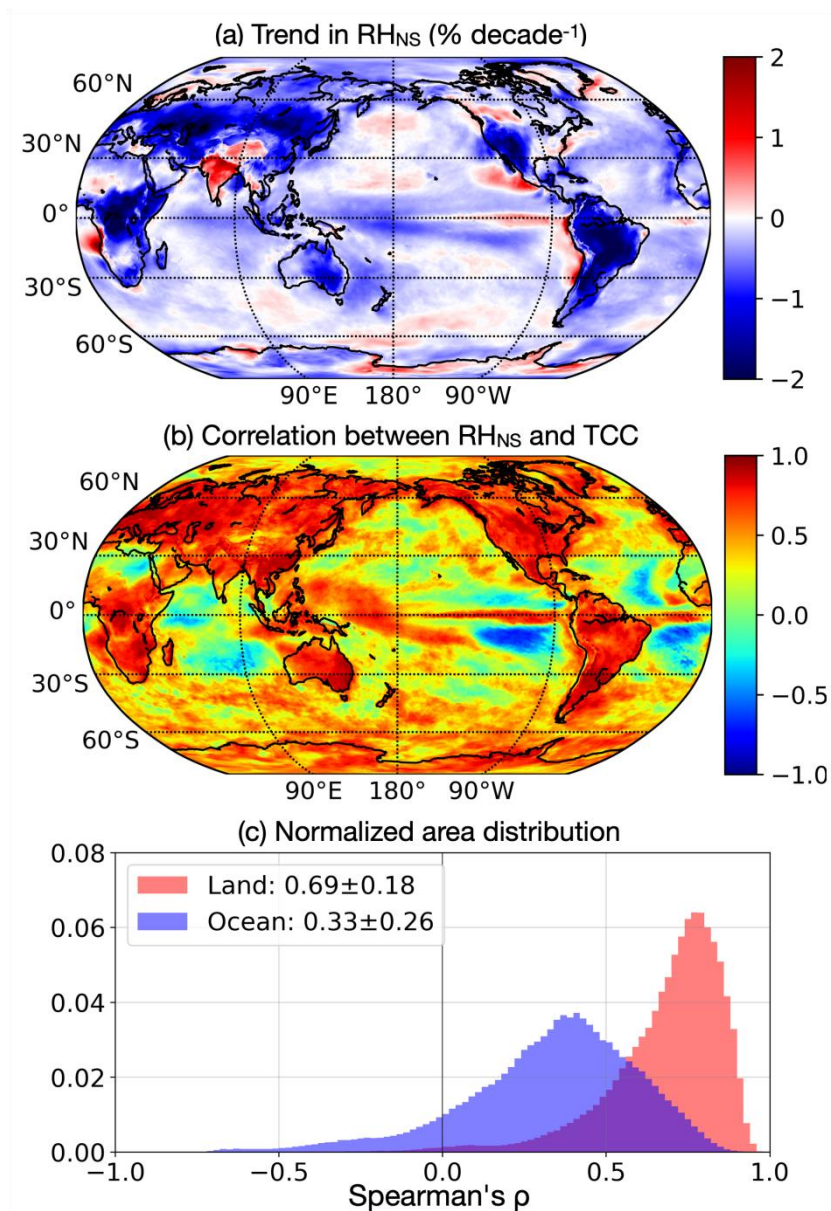 (a) Trend in RHNS (% decade-1)
60°N
30°N
0°
30°S
60°S
90°E 180° 90°W
2
1
0
−1
−2
(b) Correlation between RHNS and TCC
60°N
30°N
0°
30°S
60°S
90°E 180° 90°W
1.0
0.5
0.0
−0.5
−1.0
(c) Normalized area distribution
0.08
0.06
0.04
0.02
0.00
Land: 0.69±0.18
Ocean: 0.33±0.26
−1.0 −0.5 0.0 0.5 1.0
Spearman's ρ